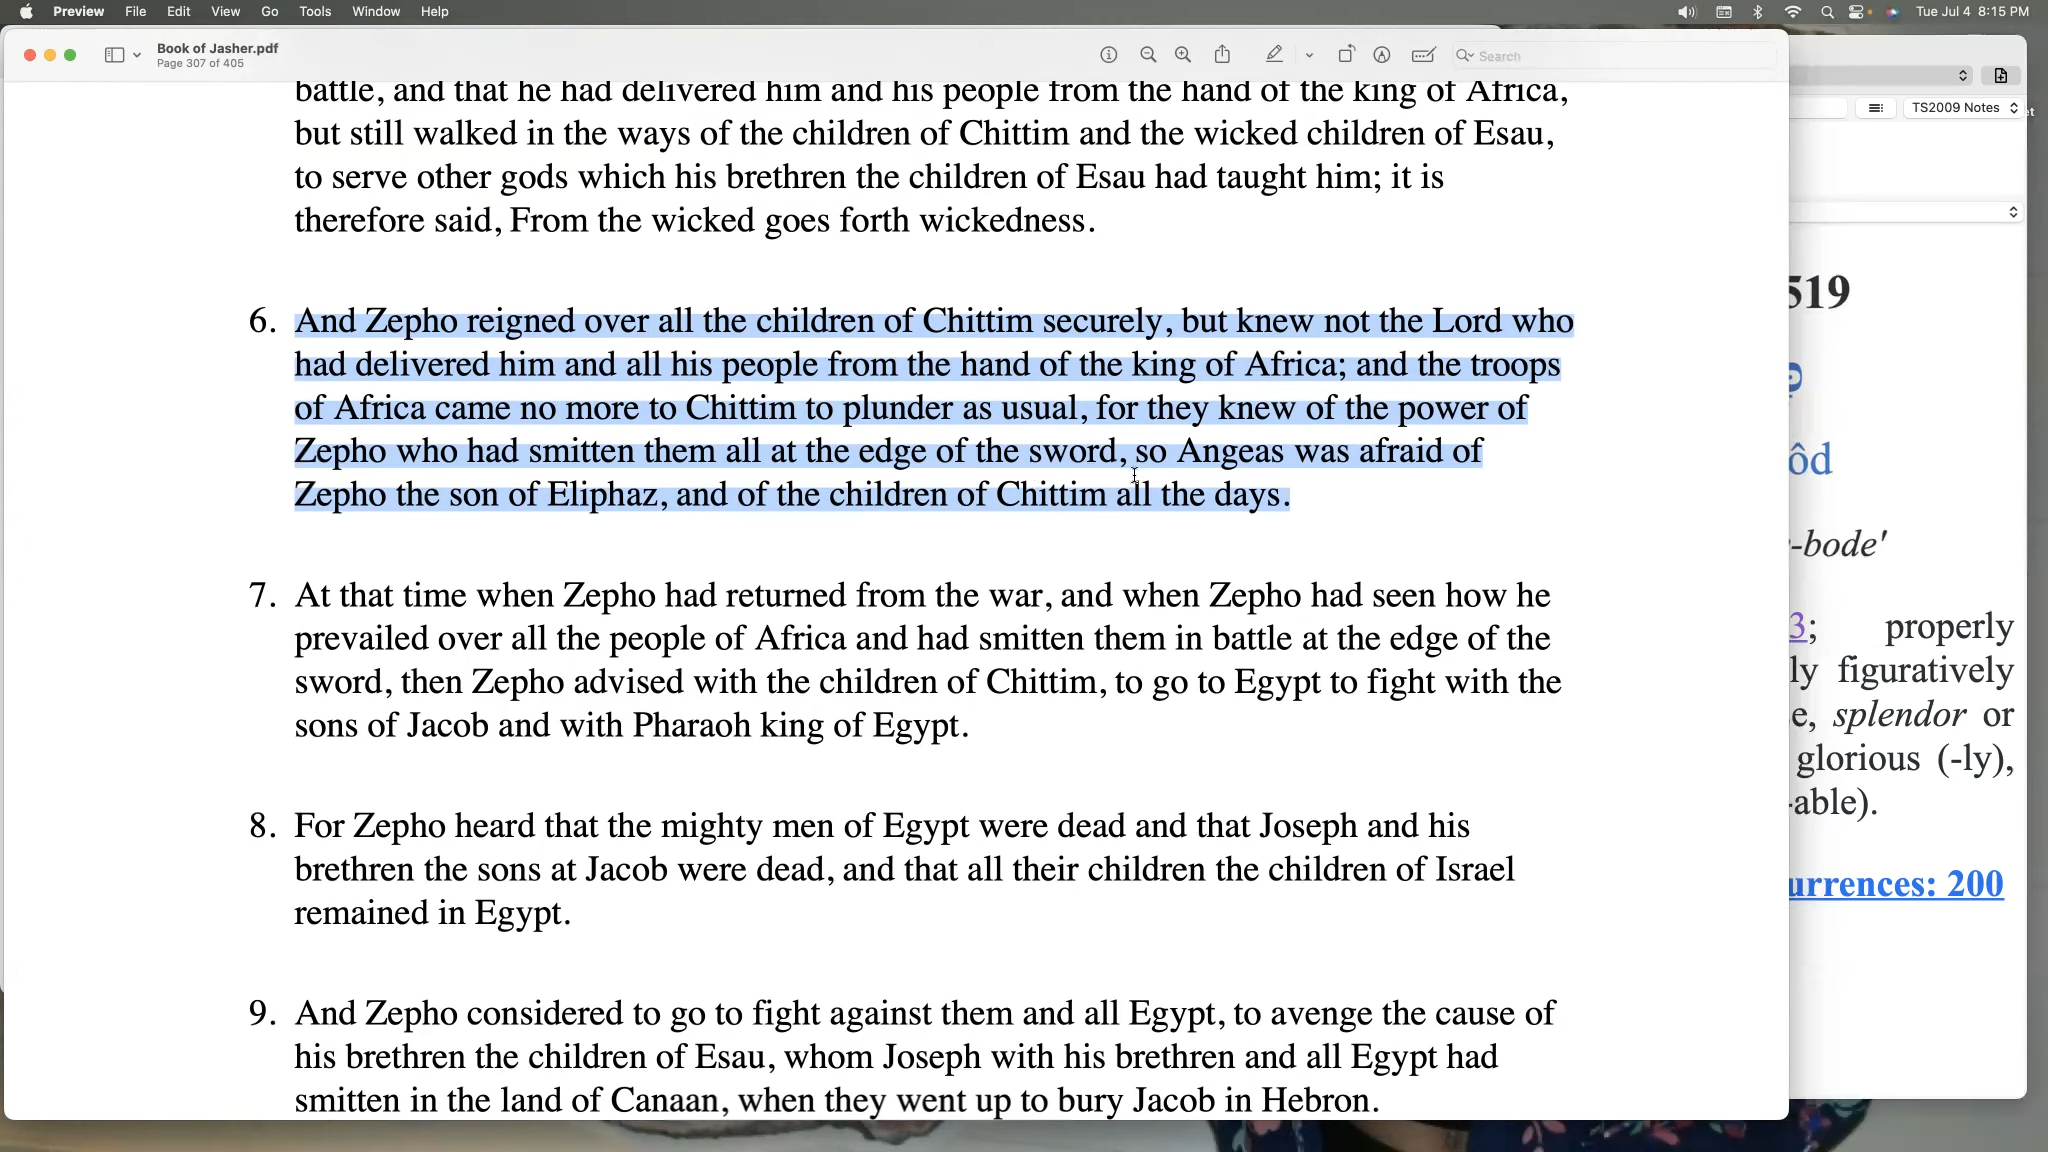 Preview File Edit View Go Tools Window Help
Tue Jul 4 8:15 PM
Book of Jasher.pdf
Page 307 of 405
Search
battle, and that he had delivered him and his people from the hand of the king of Africa,
but still walked in the ways of the children of Chittim and the wicked children of Esau,
to serve other gods which his brethren the children of Esau had taught him; it is
therefore said, From the wicked goes forth wickedness.
6. And Zepho reigned over all the children of Chittim securely, but knew not the Lord who
had delivered him and all his people from the hand of the king of Africa; and the troops
of Africa came no more to Chittim to plunder as usual, for they knew of the power of
Zepho who had smitten them all at the edge of the sword, so Angeas was afraid of
Zepho the son of Eliphaz, and of the children of Chittim all the days.
7. At that time when Zepho had returned from the war, and when Zepho had seen how he
prevailed over all the people of Africa and had smitten them in battle at the edge of the
sword, then Zepho advised with the children of Chittim, to go to Egypt to fight with the
sons of Jacob and with Pharaoh king of Egypt.
8. For Zepho heard that the mighty men of Egypt were dead and that Joseph and his
brethren the sons at Jacob were dead, and that all their children the children of Israel
remained in Egypt.
9. And Zepho considered to go to fight against them and all Egypt, to avenge the cause of
his brethren the children of Esau, whom Joseph with his brethren and all Egypt had
smitten in the land of Canaan, when they went up to bury Jacob in Hebron.
TS2009 Notes
519
ôd
-bode'
3; properly
ly figuratively
e, splendor or
glorious (-ly),
-able).
urrences: 200